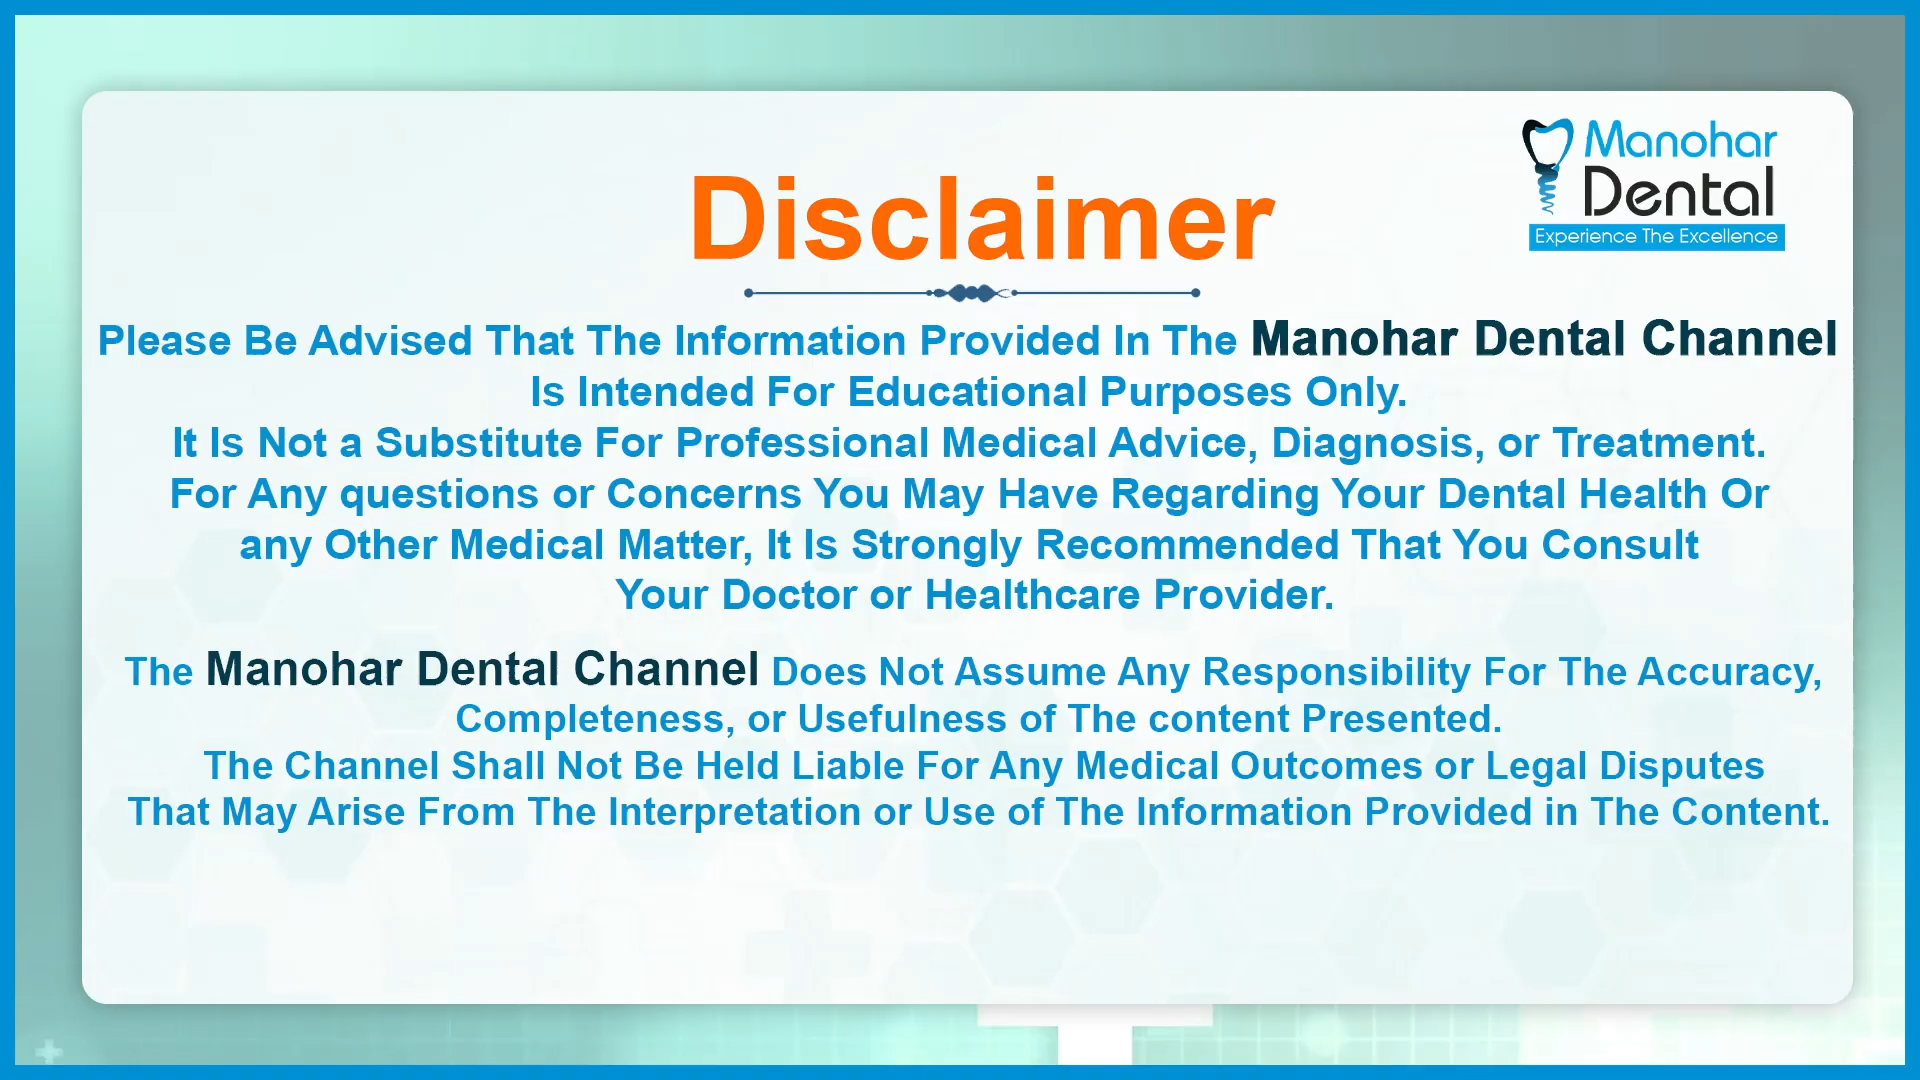 Manohar
Dental
Experience The Excellence
Disclaimer
Please Be Advised That The Information Provided In The Manohar Dental Channel
Is Intended For Educational Purposes Only.
It Is Not a Substitute For Professional Medical Advice, Diagnosis, or Treatment.
For Any questions or Concerns You May Have Regarding Your Dental Health Or
any Other Medical Matter, It Is Strongly Recommended That You Consult
Your Doctor or Healthcare Provider.
The Manohar Dental Channel Does Not Assume Any Responsibility For The Accuracy,
Completeness, or Usefulness of The content Presented.
The Channel Shall Not Be Held Liable For Any Medical Outcomes or Legal Disputes
That May Arise From The Interpretation or Use of The Information Provided in The Content.